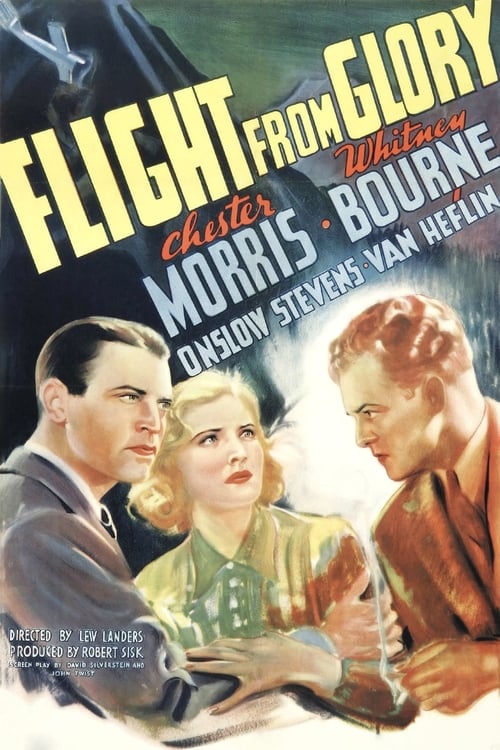 FLIGHT FROM GLORY
Chester Whitney
MORRIS · BOURNE
ONSLOW STEVENS · VAN HEFLIN
DIRECTED BY LEW LANDERS
PRODUCED BY ROBERT SISK
SCREEN PLAY BY DAVID SILVERSTEIN AND
JOHN TWIST